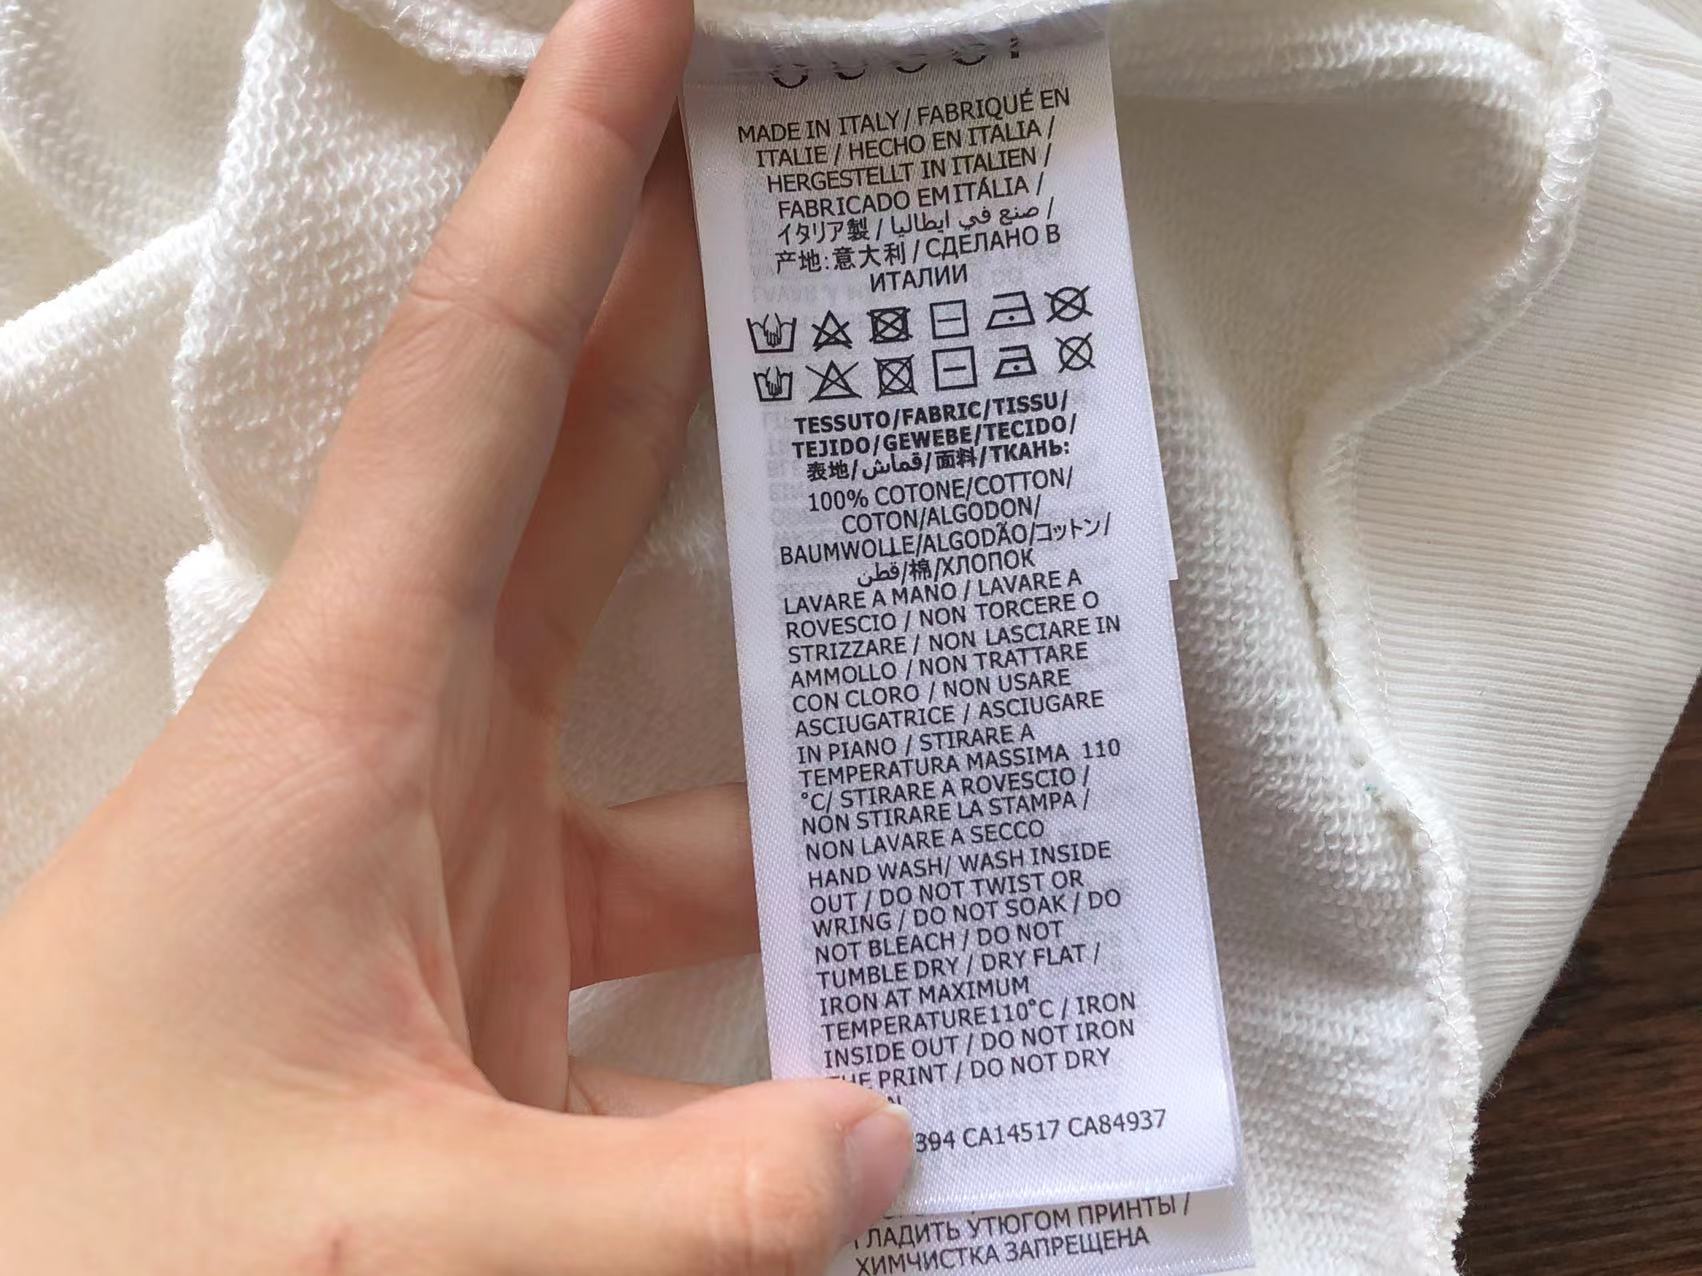 MADE IN ITALY / FABRIQUÉ EN
ITALIE / HECHO EN ITALIA /
HERGESTELLT IN ITALIEN /
FABRICADO EM ITÁLIA /
イタリア製 / صنع في ايطاليا /
产地:意大利 / СДЕЛАНО В
ИТАЛИИ
TESSUTO/FABRIC/TISSU/
TEJIDO/GEWEBE/TECIDO/
表地/قماش/面料/ТКАНЬ:
100% COTONE/COTTON/
COTON/ALGODON/
BAUMWOLLE/ALGODÃO/コットン/
قطن/棉/ХЛОПОК
LAVARE A MANO / LAVARE A
ROVESCIO / NON TORCERE O
STRIZZARE / NON LASCIARE IN
AMMOLLO / NON TRATTARE
CON CLORO / NON USARE
ASCIUGATRICE / ASCIUGARE
IN PIANO / STIRARE A
TEMPERATURA MASSIMA 110
°C/ STIRARE A ROVESCIO /
NON STIRARE LA STAMPA /
NON LAVARE A SECCO
HAND WASH/ WASH INSIDE
OUT / DO NOT TWIST OR
WRING / DO NOT SOAK / DO
NOT BLEACH / DO NOT
TUMBLE DRY / DRY FLAT /
IRON AT MAXIMUM
TEMPERATURE110°C / IRON
INSIDE OUT / DO NOT IRON
THE PRINT / DO NOT DRY
394 CA14517 CA84937
ГЛАДИТЬ УТЮГОМ ПРИНТЫ /
ХИМЧИСТКА ЗАПРЕЩЕНА